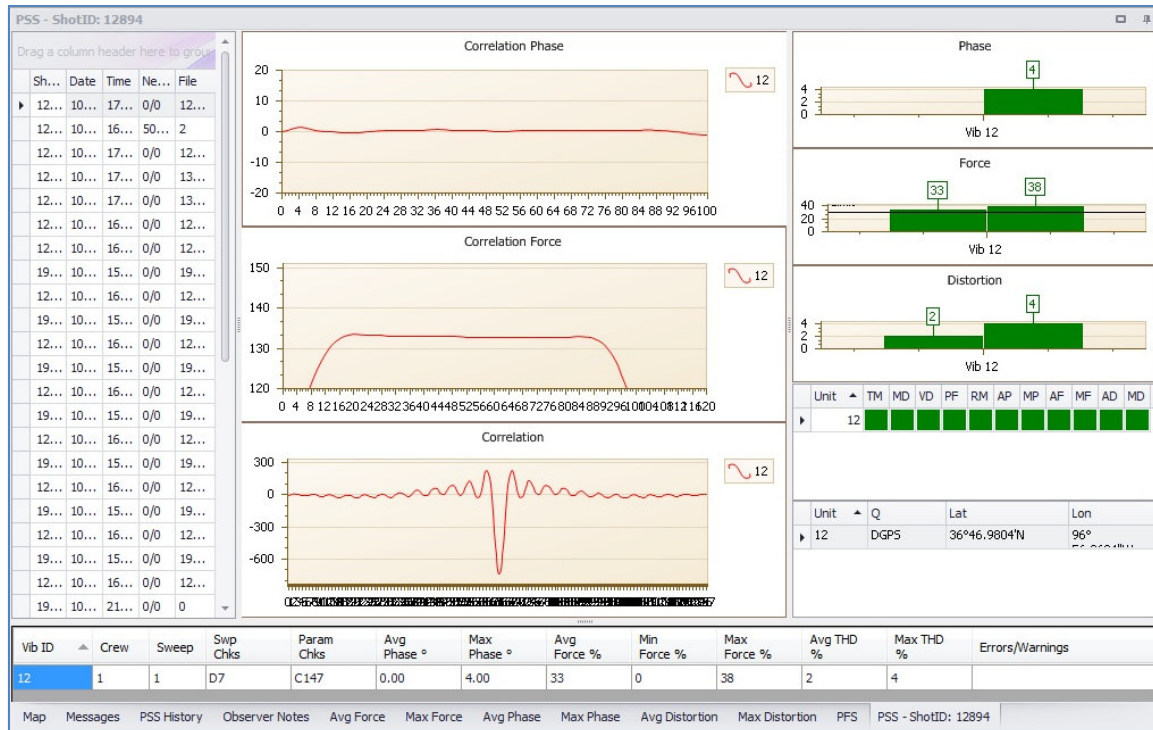 PSS - ShotID: 12894
Drag a column header here to grou
Sh... Date Time Ne... File
12... 10... 17... 0/0 12...
12... 10... 16... 50... 2
12... 10... 17... 0/0 12...
12... 10... 17... 0/0 13...
12... 10... 17... 0/0 13...
12... 10... 16... 0/0 12...
12... 10... 16... 0/0 12...
19... 10... 15... 0/0 19...
12... 10... 16... 0/0 12...
19... 10... 15... 0/0 19...
12... 10... 16... 0/0 12...
19... 10... 15... 0/0 19...
12... 10... 16... 0/0 12...
19... 10... 15... 0/0 19...
12... 10... 16... 0/0 12...
19... 10... 15... 0/0 19...
12... 10... 16... 0/0 12...
19... 10... 15... 0/0 19...
12... 10... 16... 0/0 12...
19... 10... 15... 0/0 19...
12... 10... 16... 0/0 12...
19... 10... 21... 0/0 0
Correlation Phase
20
10
0
-10
-20
0 4 8 12 16 20 24 28 32 36 40 44 48 52 56 60 64 68 72 76 80 84 88 92 96100
12
Correlation Force
150
140
130
120
0 4 8 1216202428323640444852566064687276808488929610010410811211620
12
Correlation
300
0
-300
-600
12
Phase
4
4
2
0
Vib 12
Force
33
38
40
20
0
Vib 12
Distortion
2
4
4
2
0
Vib 12
Unit TM MD VD PF RM AP MP AF MF AD MD
12
Unit Q Lat Lon
12 DGPS 36°46.9804'N 96°
Vib ID Crew Sweep Swp Chks Param Chks Avg Phase ° Max Phase ° Avg Force % Min Force % Max Force % Avg THD % Max THD % Errors/Warnings
12 1 1 D7 C147 0.00 4.00 33 0 38 2 4
Map Messages PSS History Observer Notes Avg Force Max Force Avg Phase Max Phase Avg Distortion Max Distortion PFS PSS - ShotID: 12894